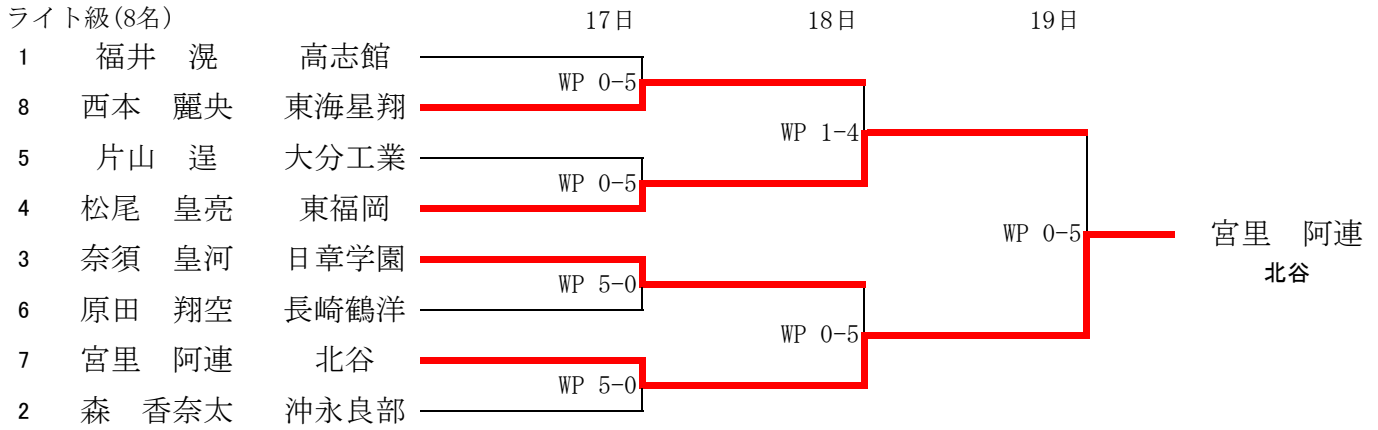 ライト級(8名) 17日 18日 19日
1 福井 滉 高志館
WP 0-5
8 西本 麗央 東海星翔
WP 1-4
5 片山 逞 大分工業
WP 0-5
4 松尾 皇亮 東福岡
WP 0-5 宮里 阿連
3 奈須 皇河 日章学園
北谷
WP 5-0
6 原田 翔空 長崎鶴洋
WP 0-5
7 宮里 阿連 北谷
WP 5-0
2 森 香奈太 沖永良部